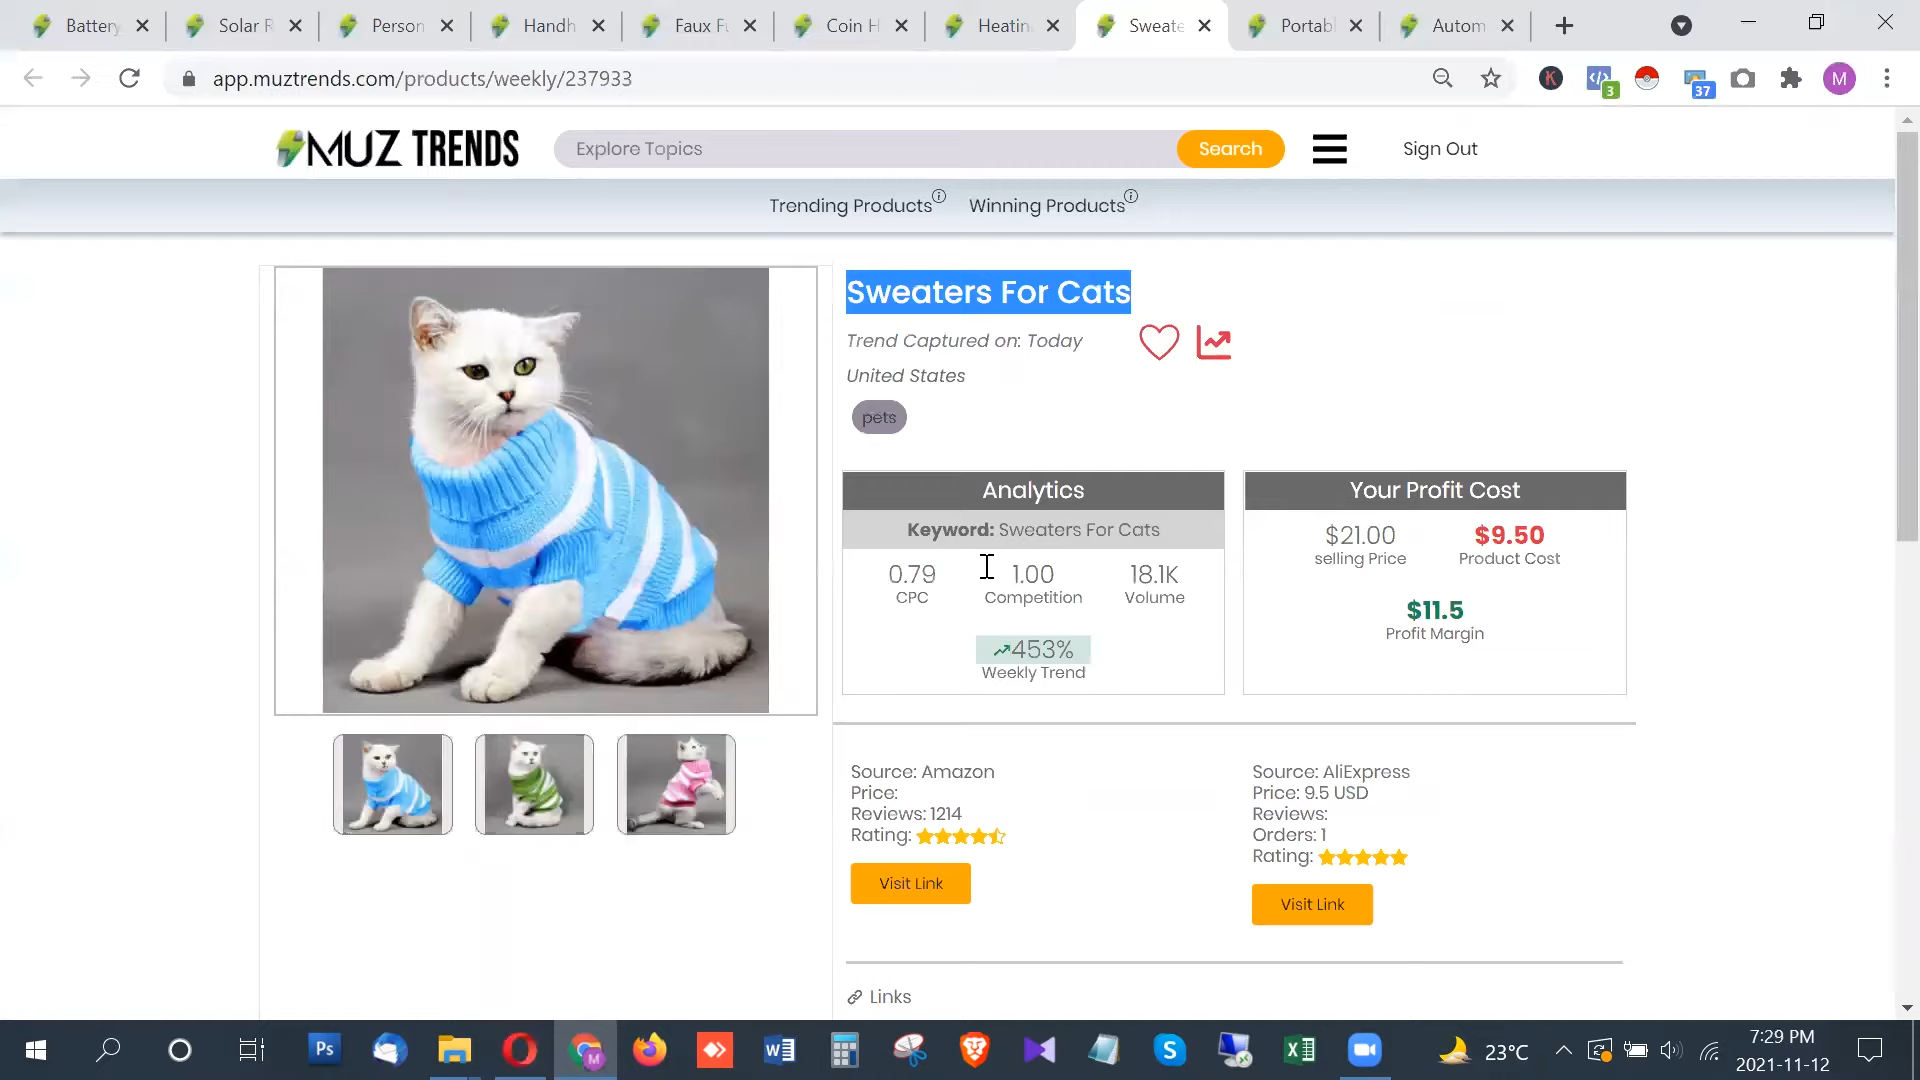 Battery
Solar R
Person
Handh
Faux Fu
Coin H
Heatin
Sweate
Portabl
Autom
app.muztrends.com/products/weekly/237933
K
3
37
M
MUZ TRENDS
Explore Topics
Search
Sign Out
Trending Products
Winning Products
Sweaters For Cats
Trend Captured on: Today
United States
pets
Analytics
Keyword: Sweaters For Cats
0.79
CPC
1.00
Competition
18.1K
Volume
453%
Weekly Trend
Your Profit Cost
$21.00
selling Price
$9.50
Product Cost
$11.5
Profit Margin
Source: Amazon
Price:
Reviews: 1214
Rating:
Visit Link
Source: AliExpress
Price: 9.5 USD
Reviews:
Orders: 1
Rating:
Visit Link
Links
Ps
M
23°C
7:29 PM
2021-11-12